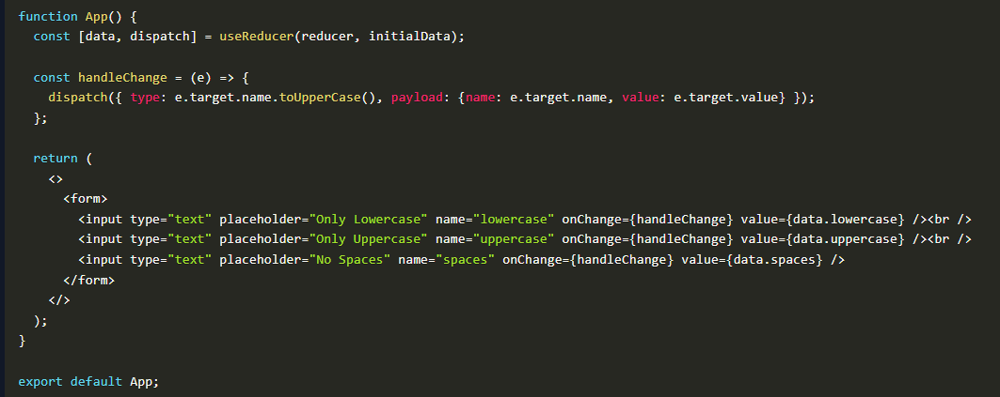 function App() {
  const [data, dispatch] = useReducer(reducer, initialData);

  const handleChange = (e) => {
    dispatch({ type: e.target.name.toUpperCase(), payload: {name: e.target.name, value: e.target.value} });
  };

  return (
    <>
      <form>
        <input type="text" placeholder="Only Lowercase" name="lowercase" onChange={handleChange} value={data.lowercase} /><br />
        <input type="text" placeholder="Only Uppercase" name="uppercase" onChange={handleChange} value={data.uppercase} /><br />
        <input type="text" placeholder="No Spaces" name="spaces" onChange={handleChange} value={data.spaces} />
      </form>
    </>
  );
}

export default App;